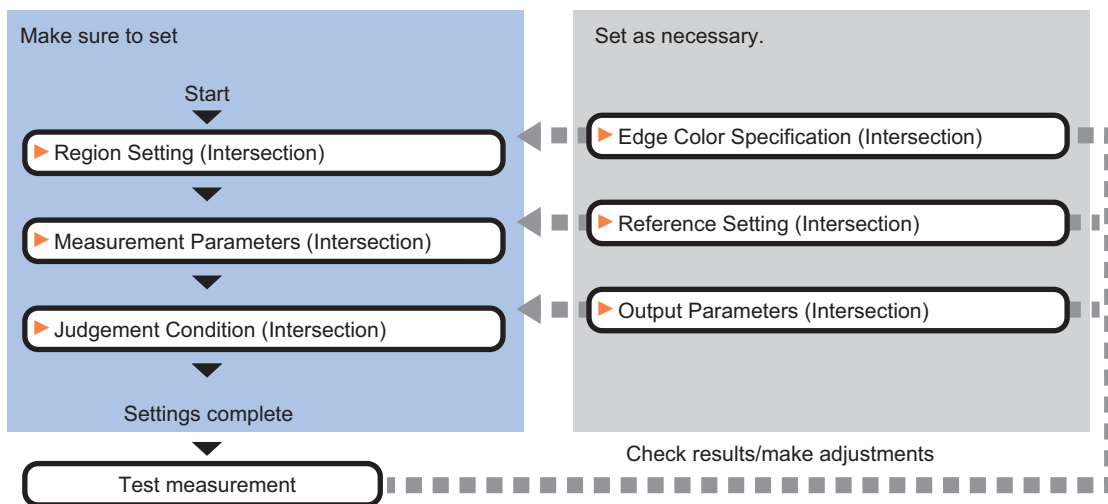 Make sure to set
Start
Region Setting (Intersection)
Measurement Parameters (Intersection)
Judgement Condition (Intersection)
Settings complete
Test measurement
Set as necessary.
Edge Color Specification (Intersection)
Reference Setting (Intersection)
Output Parameters (Intersection)
Check results/make adjustments